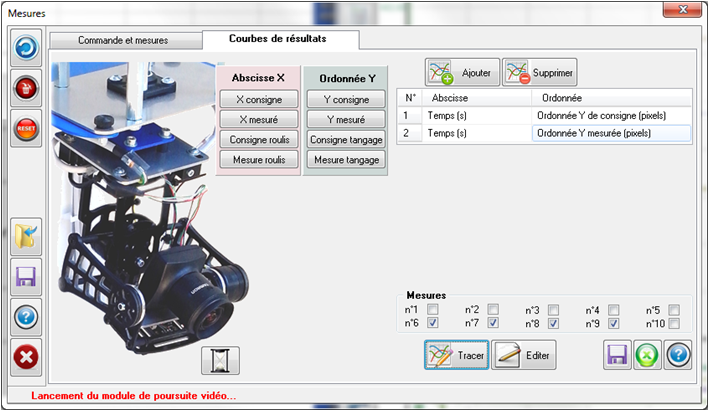 Mesures
Commande et mesures
Courbes de résultats
RESET
Abscisse X
X consigne
X mesuré
Consigne roulis
Mesure roulis
Ordonnée Y
Y consigne
Y mesuré
Consigne tangage
Mesure tangage
Ajouter
Supprimer
N° Abscisse Ordonnée
1 Temps (s) Ordonnée Y de consigne (pixels)
2 Temps (s) Ordonnée Y mesurée (pixels)
Mesures
n°1 n°2 n°3 n°4 n°5
n°6 n°7 n°8 n°9 n°10
Tracer
Editer
Lancement du module de poursuite vidéo...